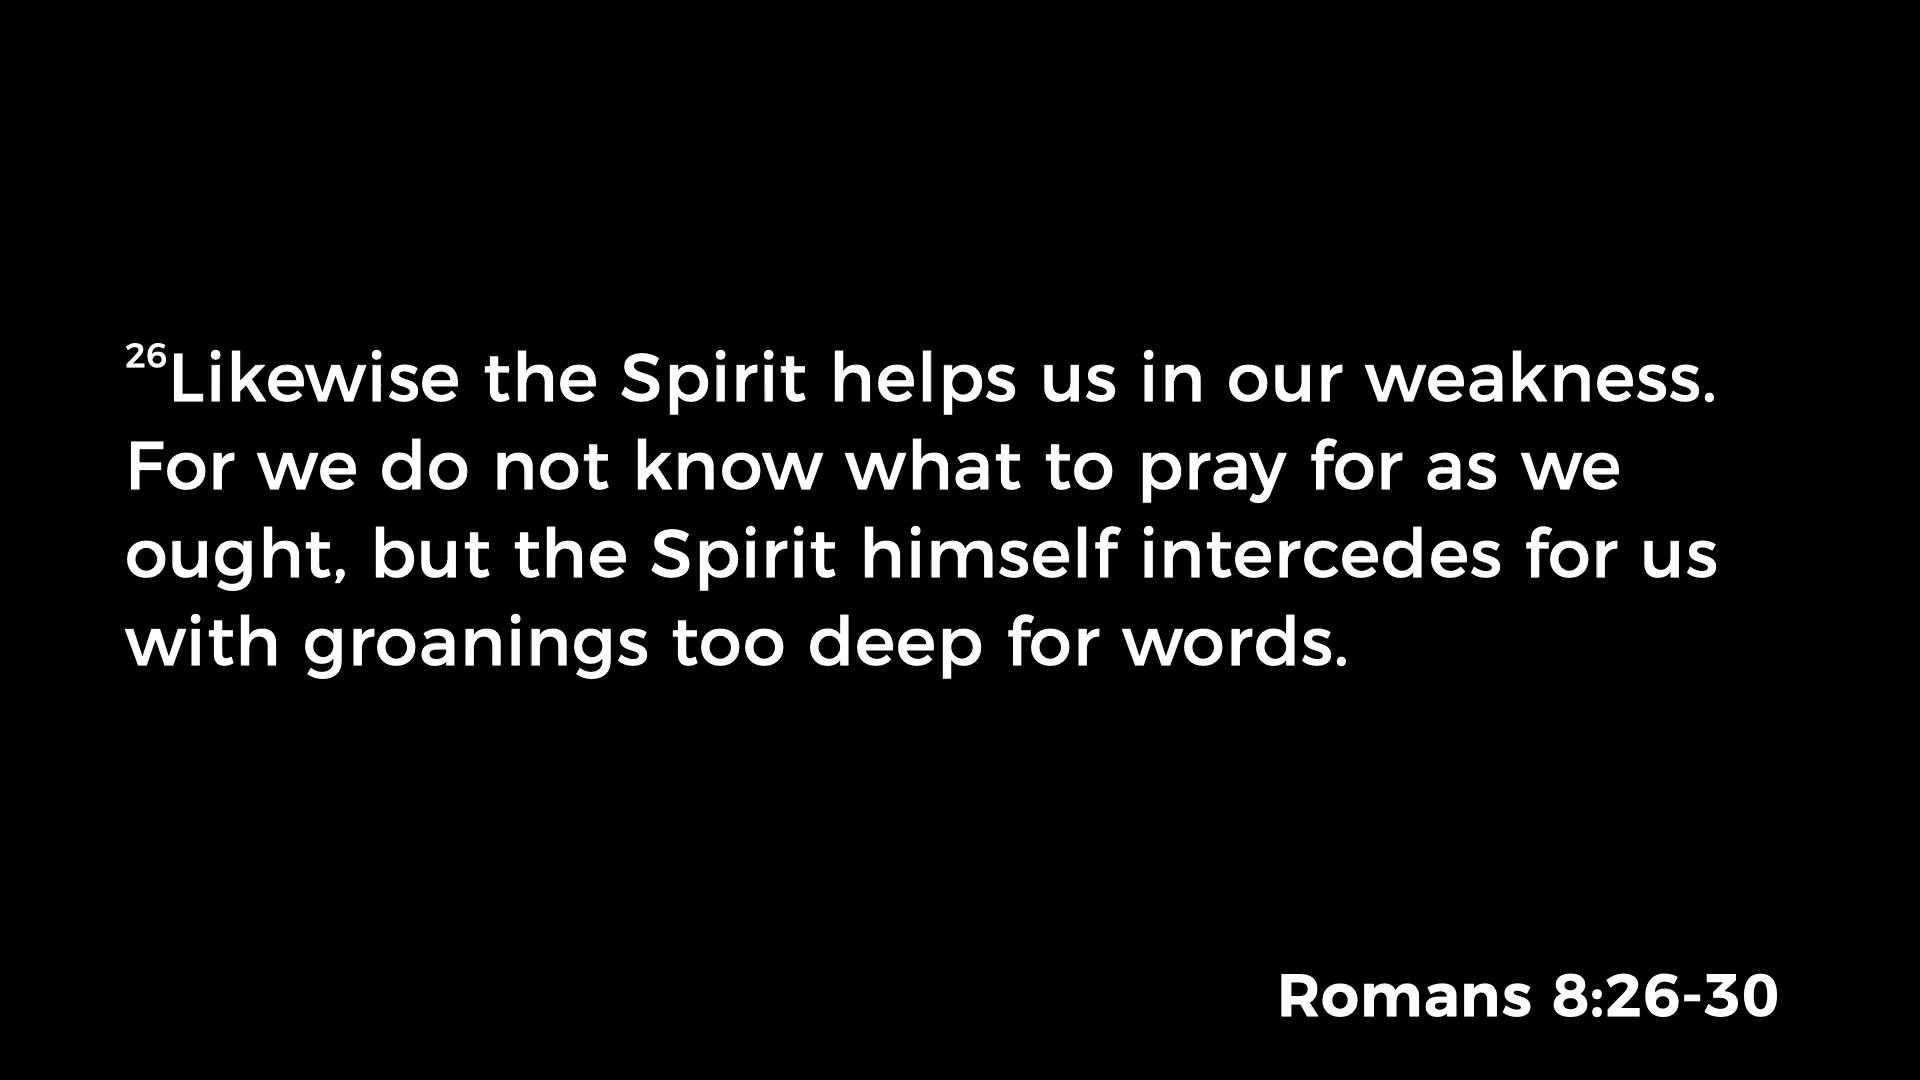 26Likewise the Spirit helps us in our weakness.
For we do not know what to pray for as we
ought, but the Spirit himself intercedes for us
with groanings too deep for words.
Romans 8:26-30